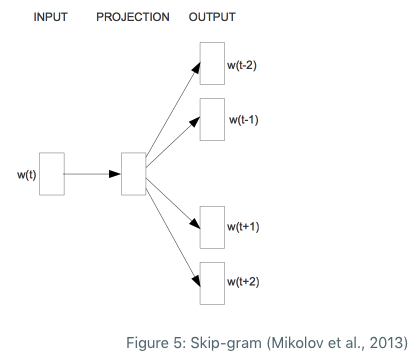 INPUT PROJECTION OUTPUT
w(t-2)
w(t-1)
w(t)
w(t+1)
w(t+2)
Figure 5: Skip-gram (Mikolov et al., 2013)